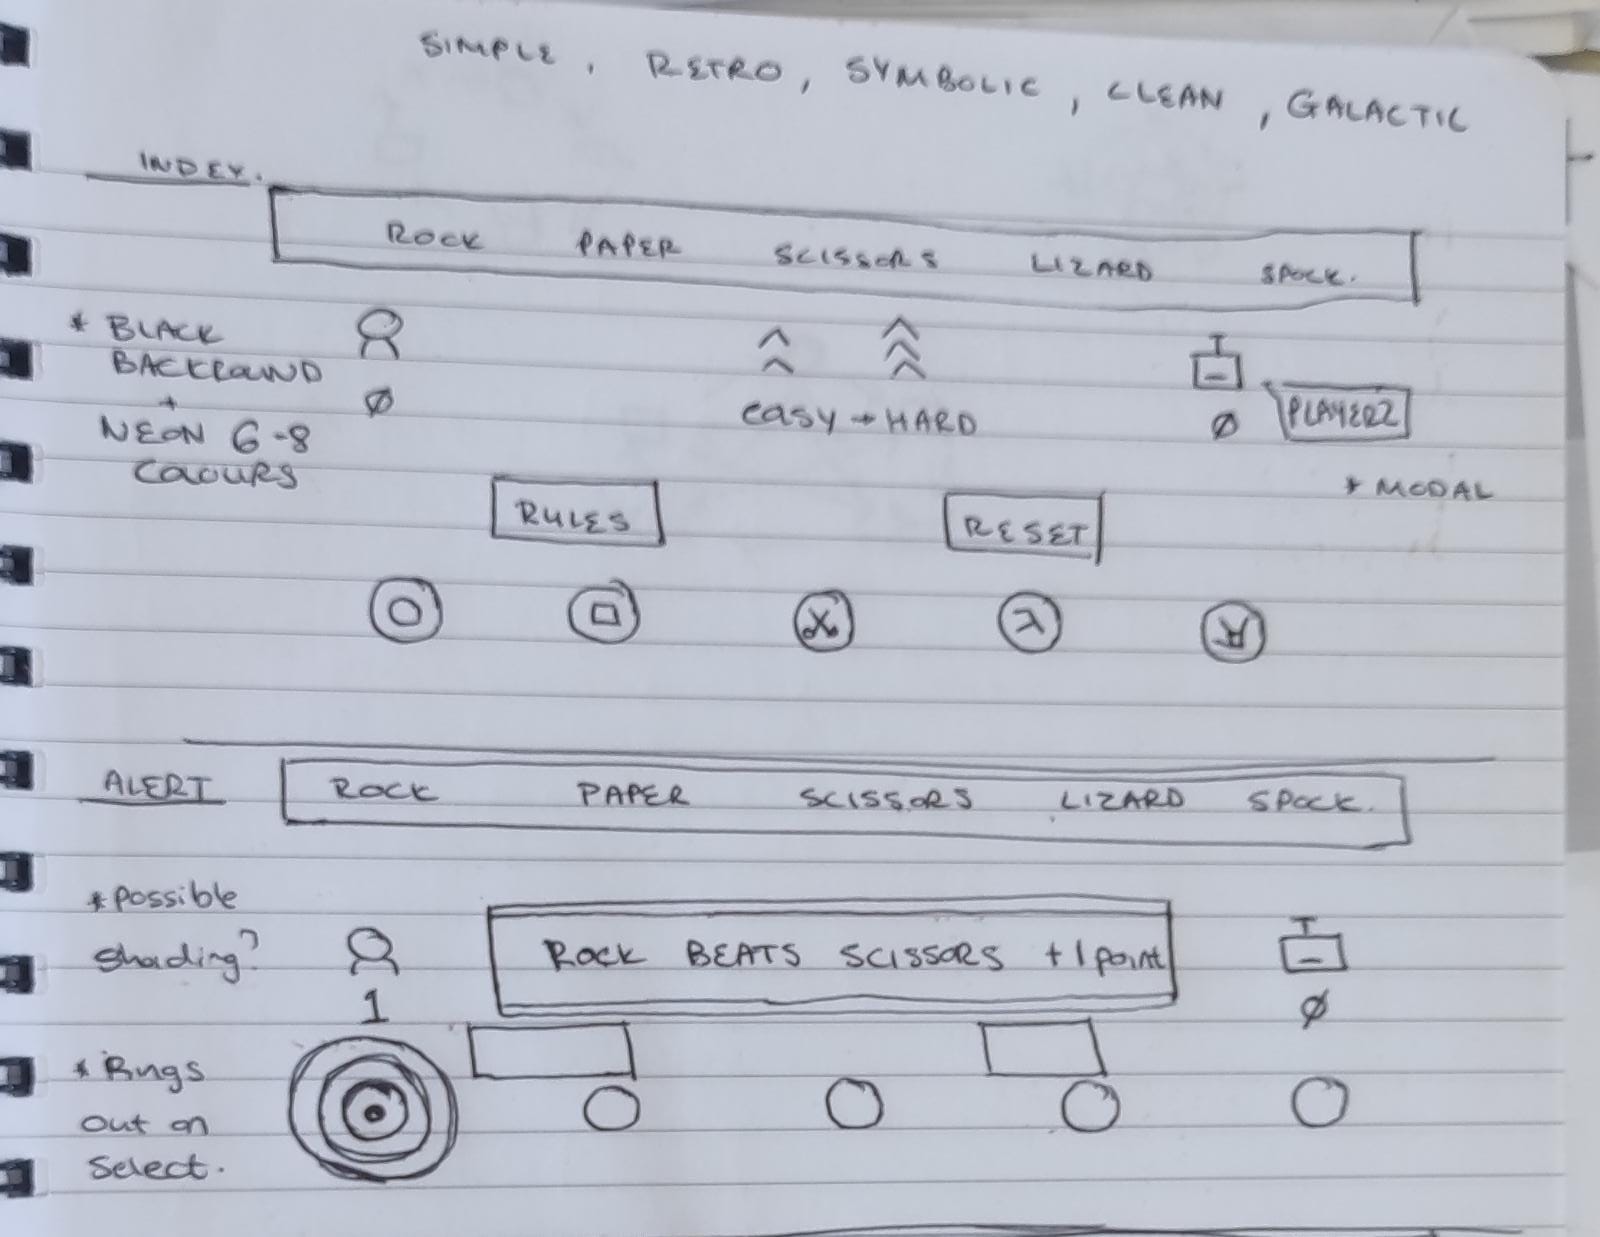 SIMPLE, RETRO, SYMBOLIC, CLEAN, GALACTIC
INDEX.
ROCK PAPER SCISSORS LIZARD SPOCK.
* BLACK
BACKROUND
+
NEON 6-8
COLOURS
Ø
easy → HARD
Ø
PLAYER2
* MODAL
RULES
RESET
ALERT
ROCK PAPER SCISSORS LIZARD SPOCK.
* Possible
shading?
ROCK BEATS SCISSORS +1 point
1
Ø
* Rings
out on
select.